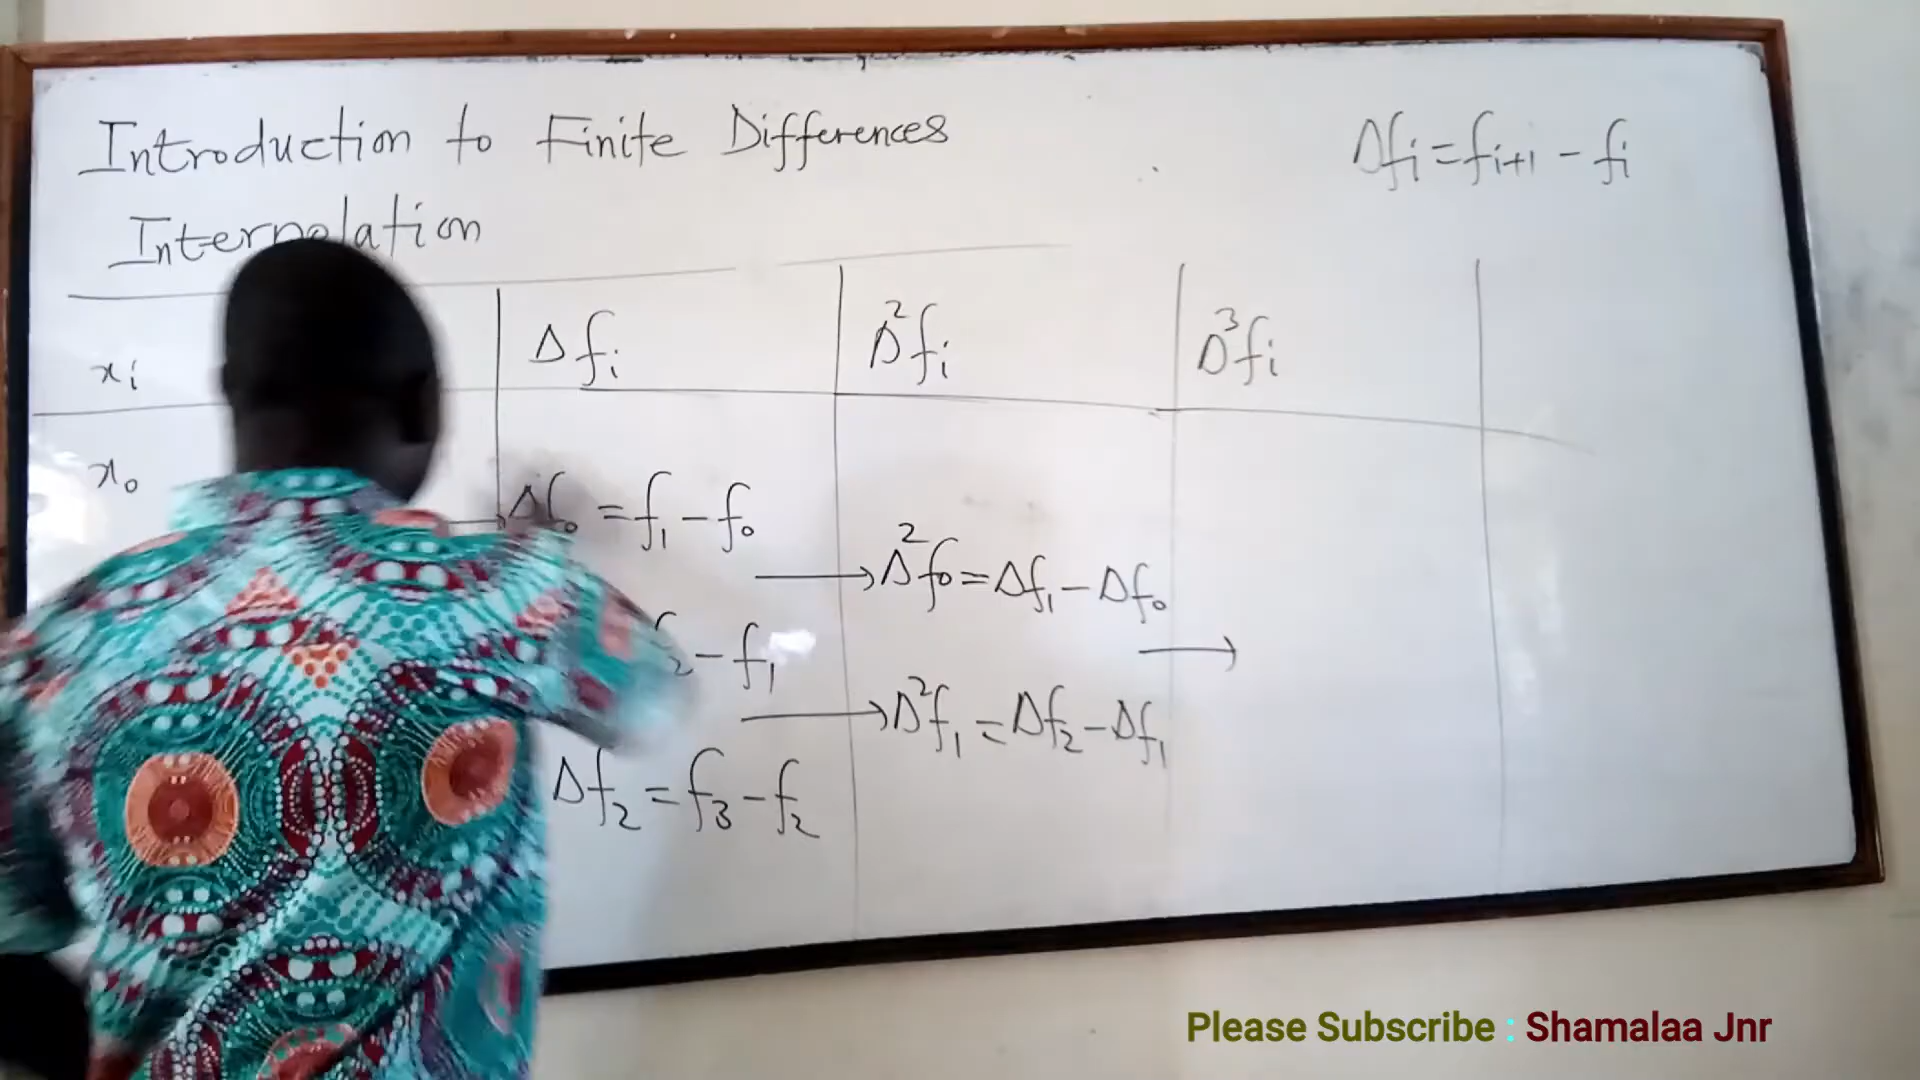 Introduction to Finite Differences
Δfi = fi+1 − fi
Interpolation
xi Δfi Δ²fi Δ³fi
x₀
Δf₀ = f₁ − f₀
Δ²f₀ = Δf₁ − Δf₀
₂ − f₁
Δ²f₁ = Δf₂ − Δf₁
Δf₂ = f₃ − f₂
Please Subscribe : Shamalaa Jnr